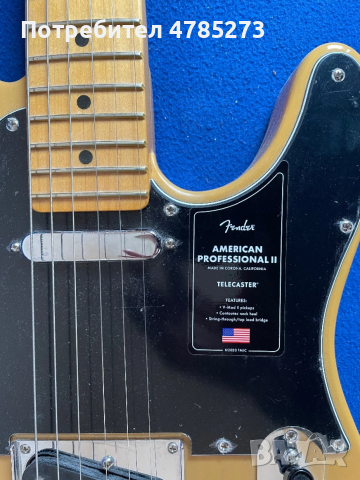 Потребител 4785273
Fender
AMERICAN
PROFESSIONAL II
MADE IN CORONA, CALIFORNIA
TELECASTER®
FEATURES:
• V-Mod II pickups
• Contoured neck heel
• String-through/top load bridge
BAZAR